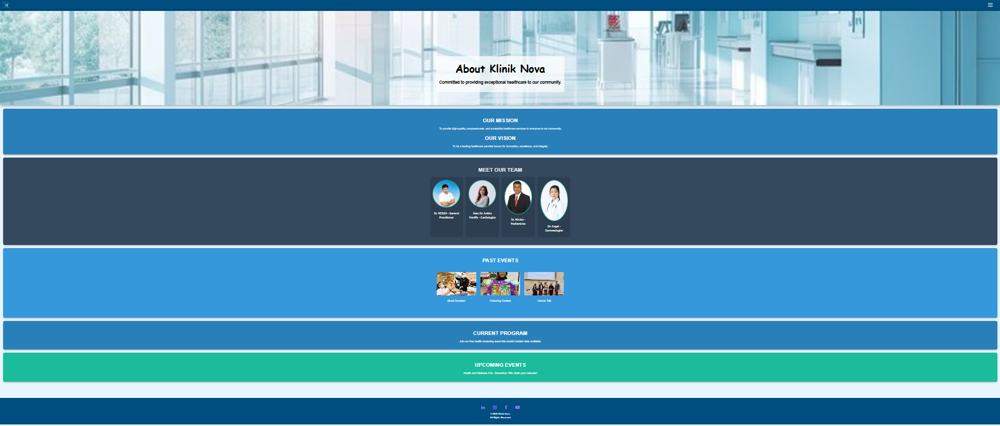 About Klinik Nova
Committed to providing exceptional healthcare to our community.
OUR MISSION
To provide high-quality, compassionate, and accessible healthcare services to everyone in our community.
OUR VISION
To be a leading healthcare provider known for innovation, excellence, and integrity.
MEET OUR TEAM
Dr. REDZA - General
Practitioner
Dato Dr. Anitha
Haniffa - Cardiologist
Dr. Kiruba -
Pediatrician
Dr. Angel -
Dermatologist
PAST EVENTS
Blood Donation
Colouring Contest
Cancer Talk
CURRENT PROGRAM
Join our free health screening event this month! Limited slots available.
UPCOMING EVENTS
Health and Wellness Fair - December 15th. Mark your calendar!
© 2024 Klinik Nova
All Rights Reserved